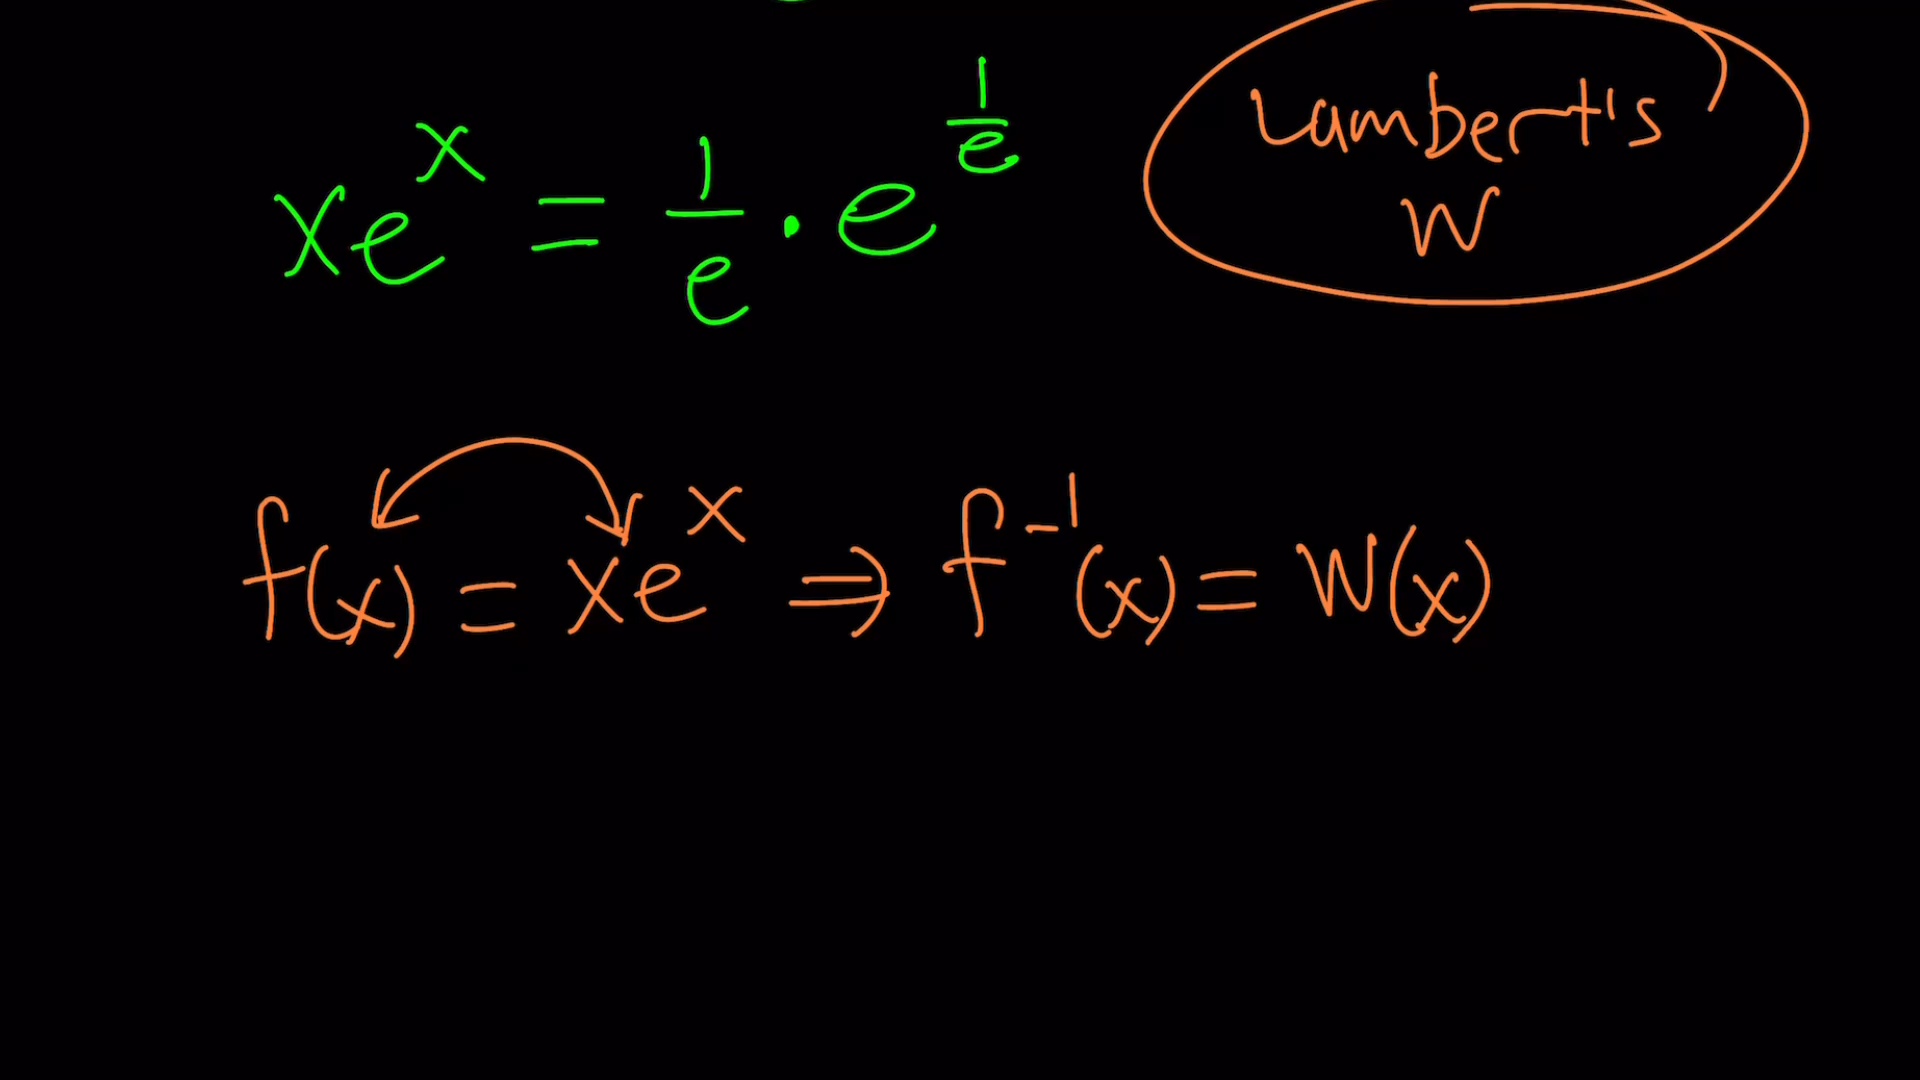 xe^x = 1/e · e^(1/e)
Lambert's
W
f(x) = xe^x ⇒ f^-1(x) = W(x)